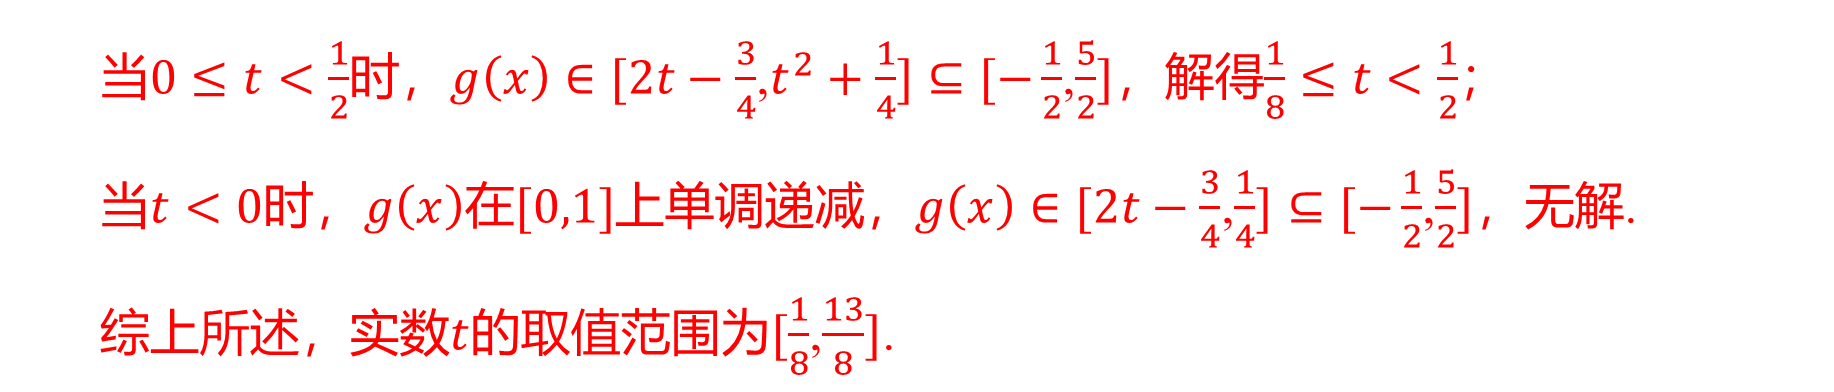 当0 ≤ t < 1/2时，g(x) ∈ [2t − 3/4,t² + 1/4] ⊆ [− 1/2,5/2]，解得1/8 ≤ t < 1/2;
当t < 0时，g(x)在[0,1]上单调递减，g(x) ∈ [2t − 3/4,1/4] ⊆ [− 1/2,5/2]，无解.
综上所述，实数t的取值范围为[1/8,13/8].